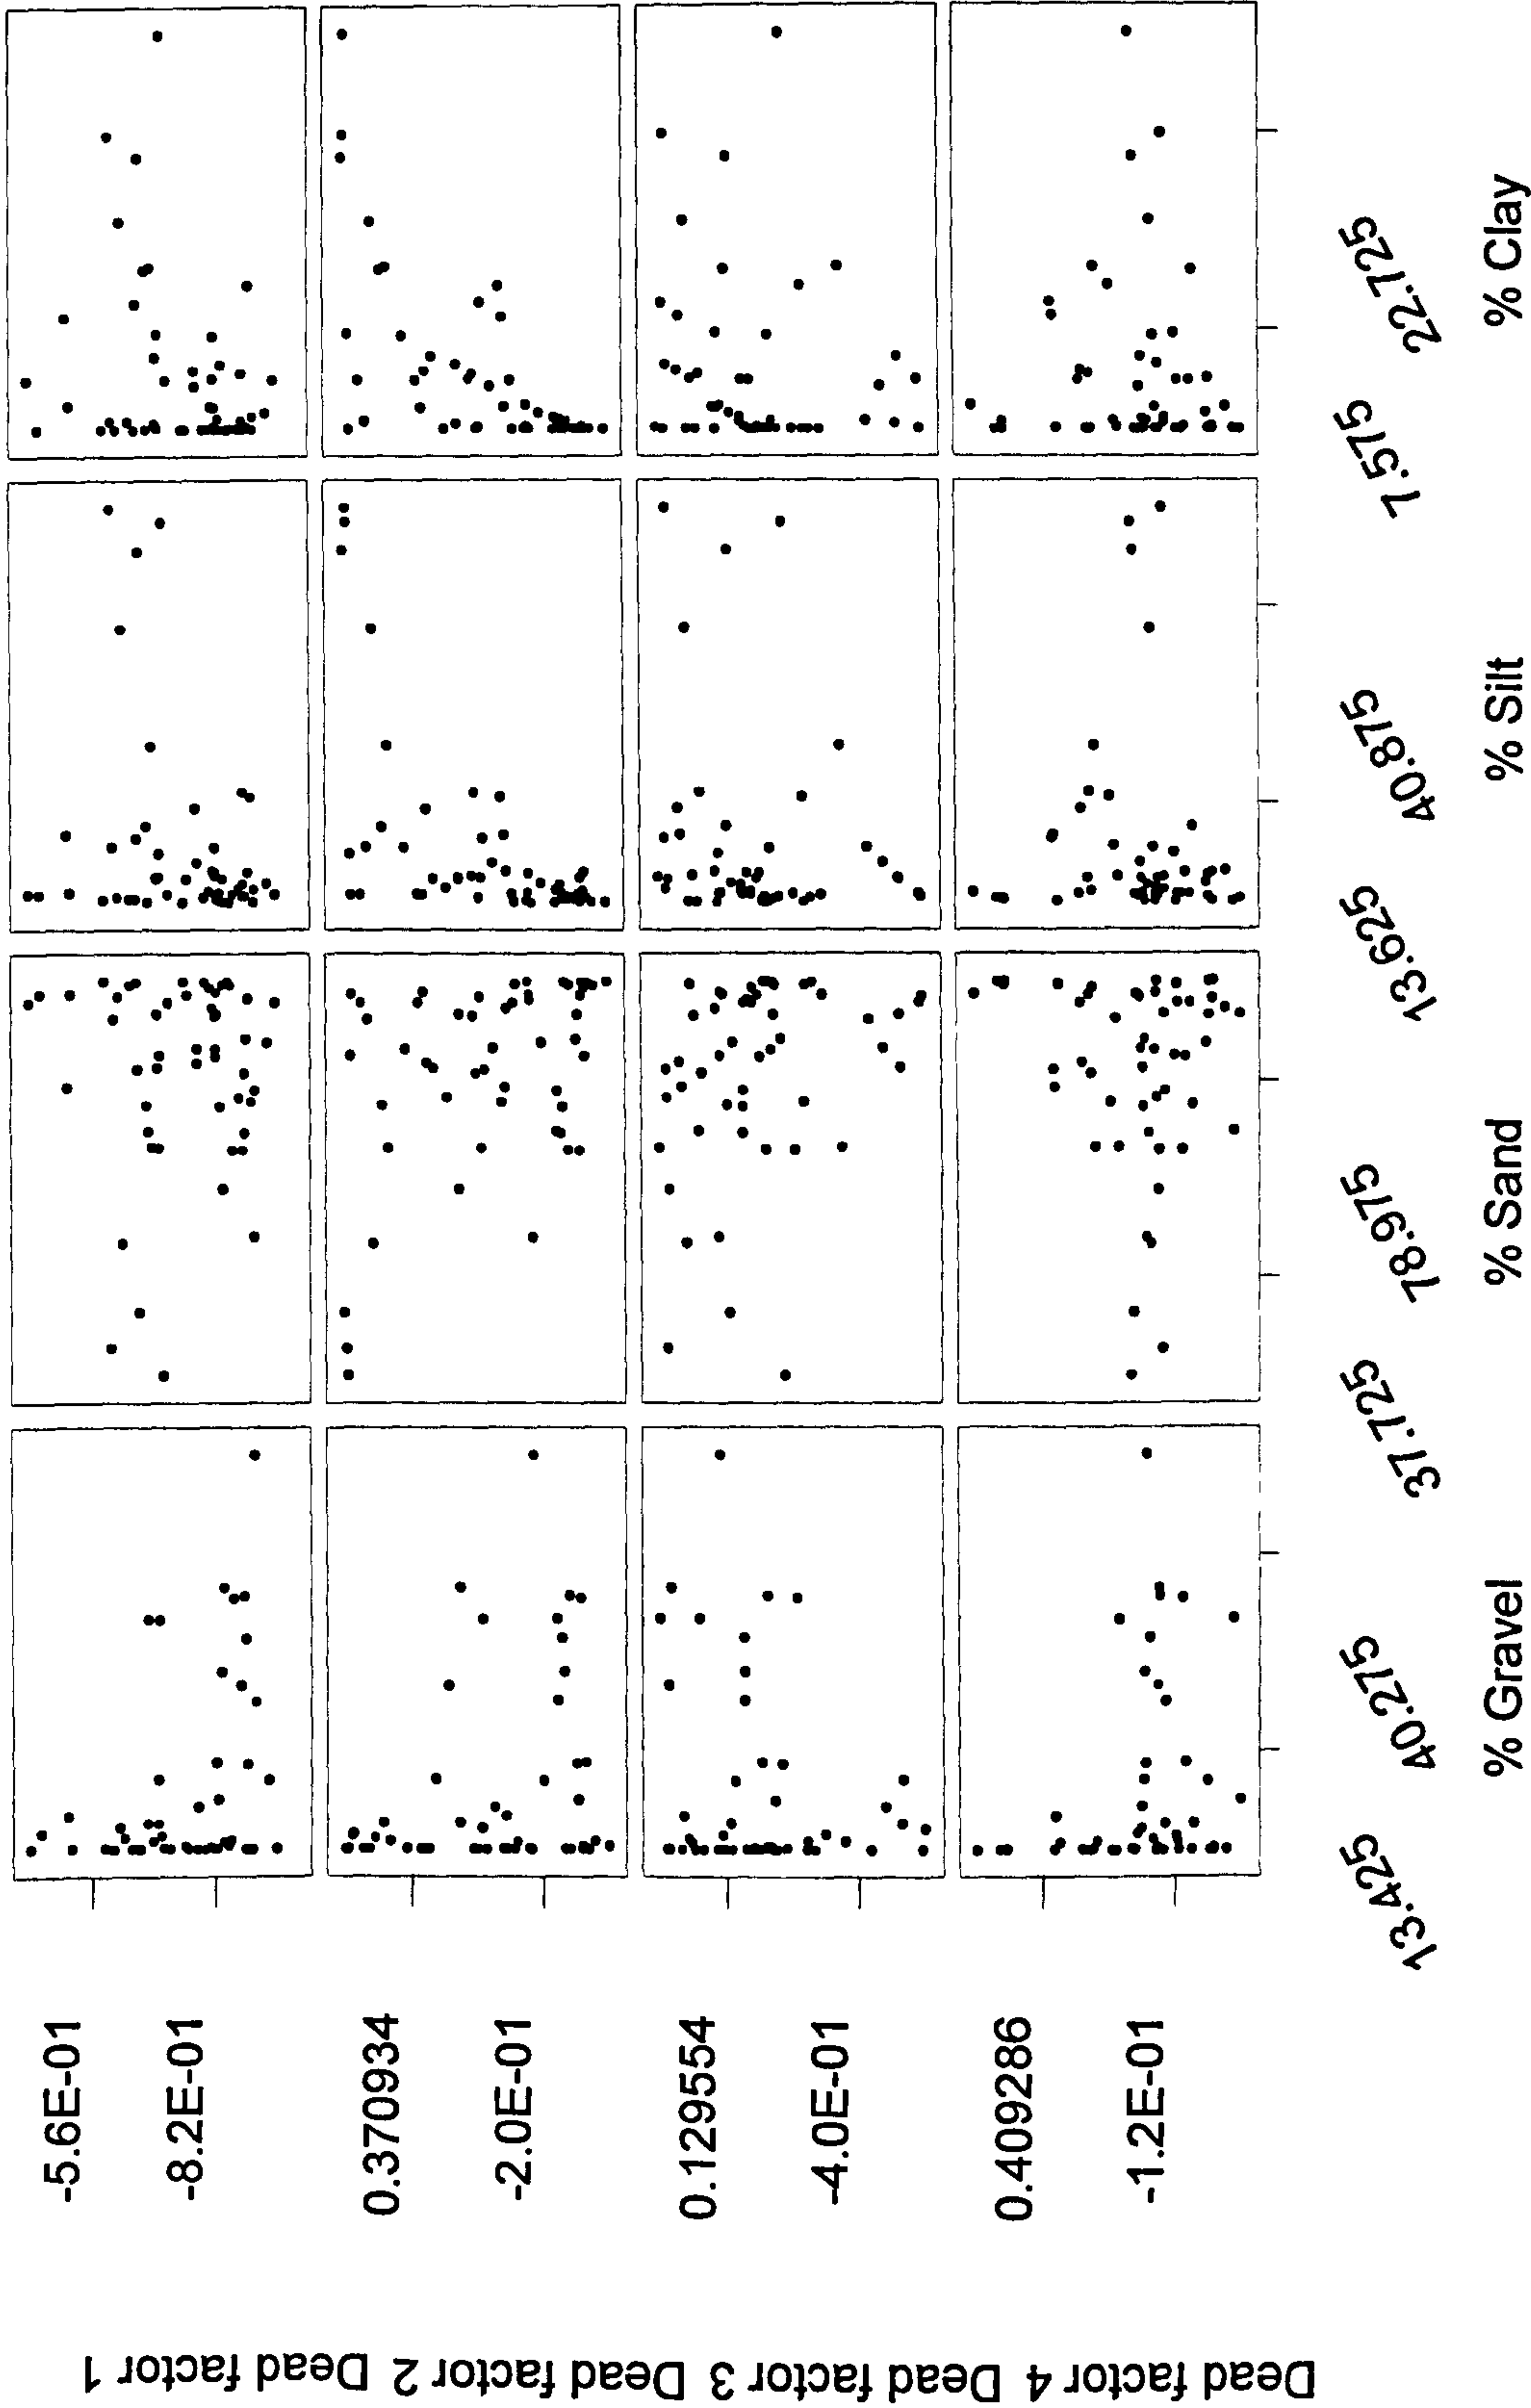 Dead factor 1
Dead factor 2
Dead factor 3
Dead factor 4
-5.6E-01
-8.2E-01
0.370934
-2.0E-01
0.129554
-4.0E-01
0.409286
-1.2E-01
13.425
40.275
37.725
78.975
13.625
40.875
7.575
22.725
% Gravel
% Sand
% Silt
% Clay